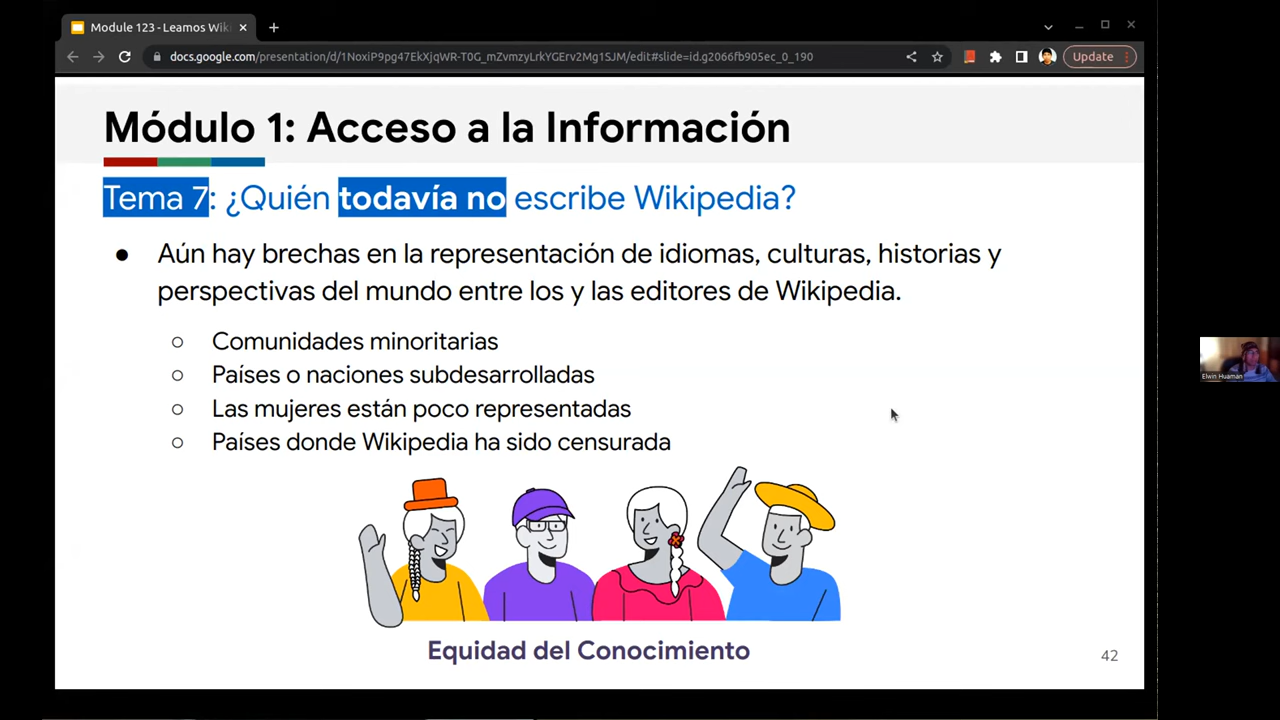 Module 123 - Leamos Wiki
Update
docs.google.com/presentation/d/1NoxiP9pg47EkXjqWR-T0G_mZvmzyLrkYGErv2Mg1SJM/edit#slide=id.g2066fb905ec_0_190
Módulo 1: Acceso a la Información
Tema 7: ¿Quién todavía no escribe Wikipedia?
● Aún hay brechas en la representación de idiomas, culturas, historias y
perspectivas del mundo entre los y las editores de Wikipedia.
○ Comunidades minoritarias
○ Países o naciones subdesarrolladas
○ Las mujeres están poco representadas
○ Países donde Wikipedia ha sido censurada
Equidad del Conocimiento
42
Elwin Huaman